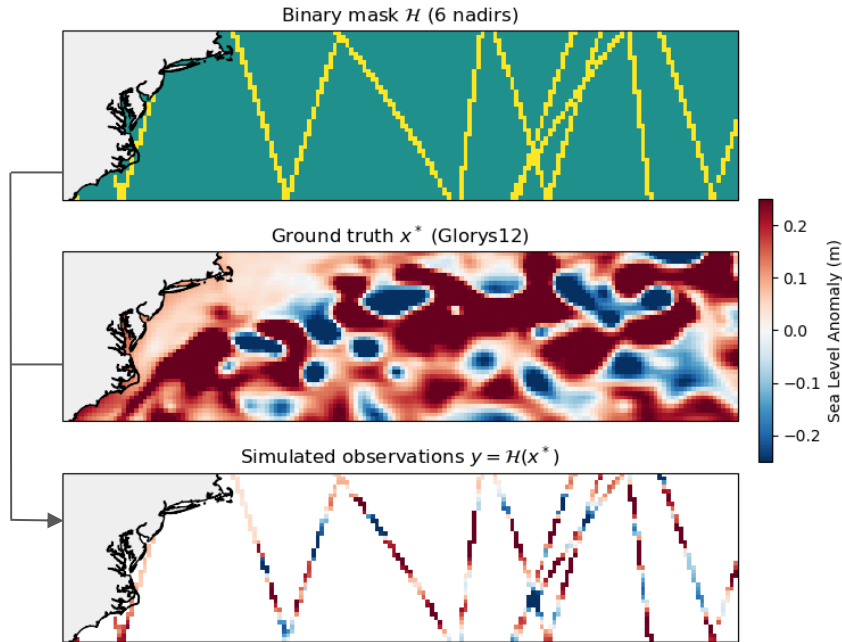 Binary mask ℋ (6 nadirs)
Ground truth x* (Glorys12)
0.2
0.1
0.0
−0.1
−0.2
Sea Level Anomaly (m)
Simulated observations y = ℋ(x*)